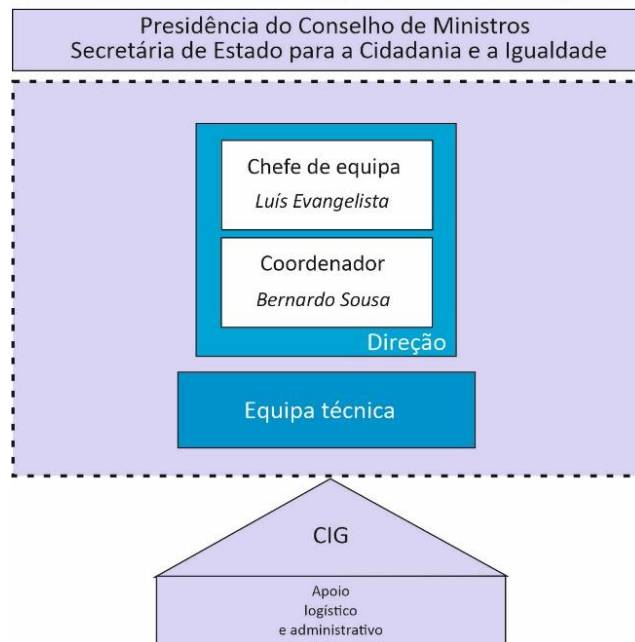 Presidência do Conselho de Ministros
Secretária de Estado para a Cidadania e a Igualdade
Chefe de equipa
Luís Evangelista
Coordenador
Bernardo Sousa
Direção
Equipa técnica
CIG
Apoio
logístico
e administrativo